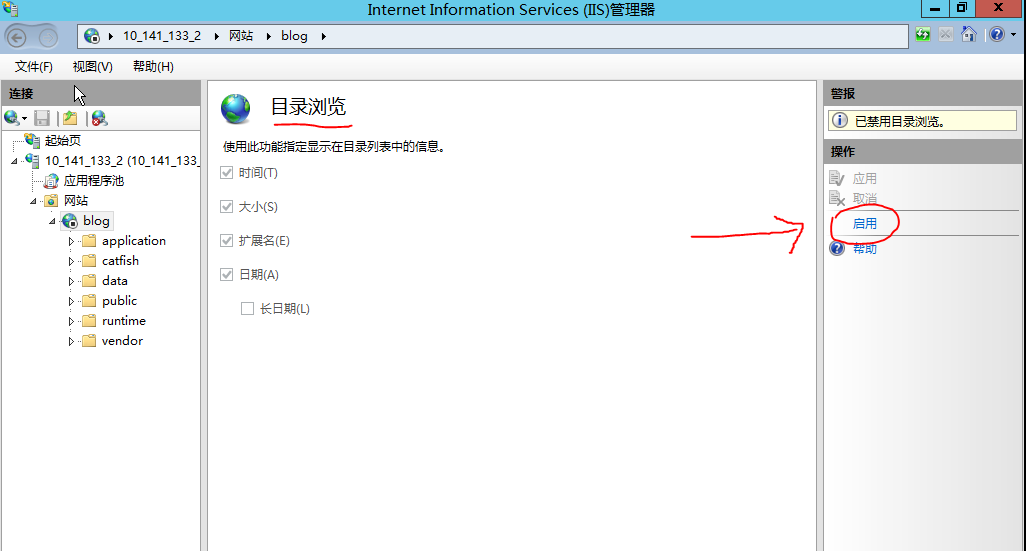 Internet Information Services (IIS)管理器
10_141_133_2 网站 blog
文件(F) 视图(V) 帮助(H)
连接
起始页
10_141_133_2 (10_141_133_
应用程序池
网站
blog
application
catfish
data
public
runtime
vendor
目录浏览
使用此功能指定显示在目录列表中的信息。
时间(T)
大小(S)
扩展名(E)
日期(A)
长日期(L)
警报
已禁用目录浏览。
操作
应用
取消
启用
帮助